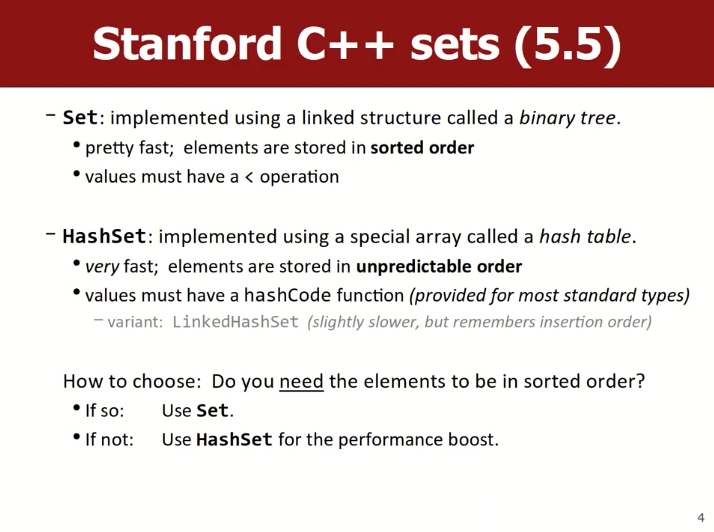 Stanford C++ sets (5.5)
– Set: implemented using a linked structure called a binary tree.
• pretty fast; elements are stored in sorted order
• values must have a < operation
– HashSet: implemented using a special array called a hash table.
• very fast; elements are stored in unpredictable order
• values must have a hashCode function (provided for most standard types)
– variant: LinkedHashSet (slightly slower, but remembers insertion order)
How to choose: Do you need the elements to be in sorted order?
• If so: Use Set.
• If not: Use HashSet for the performance boost.
4